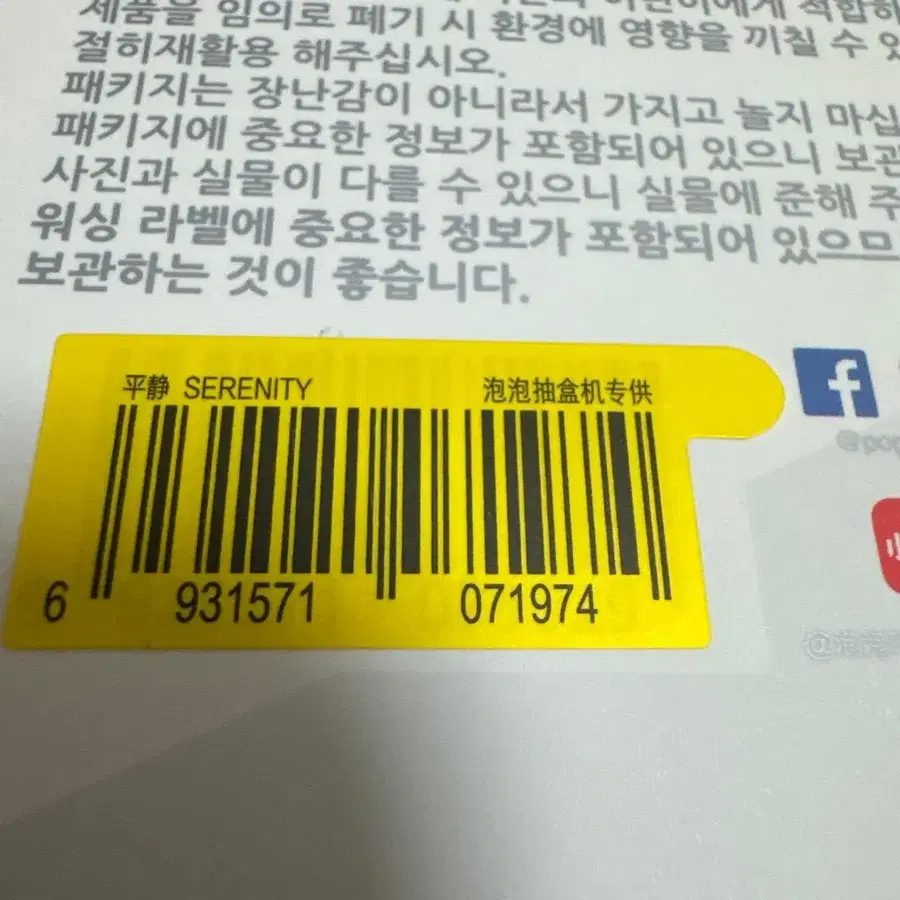 제품을 임의로 폐기 시 환경에 영향을 끼칠 수
절히재활용 해주십시오.
패키지는 장난감이 아니라서 가지고 놀지 마십
패키지에 중요한 정보가 포함되어 있으니 보관
사진과 실물이 다를 수 있으니 실물에 준해 주
워싱 라벨에 중요한 정보가 포함되어 있으므
보관하는 것이 좋습니다.
平静 SERENITY 泡泡抽盒机专供
6 931571 071974
f
@pop
小